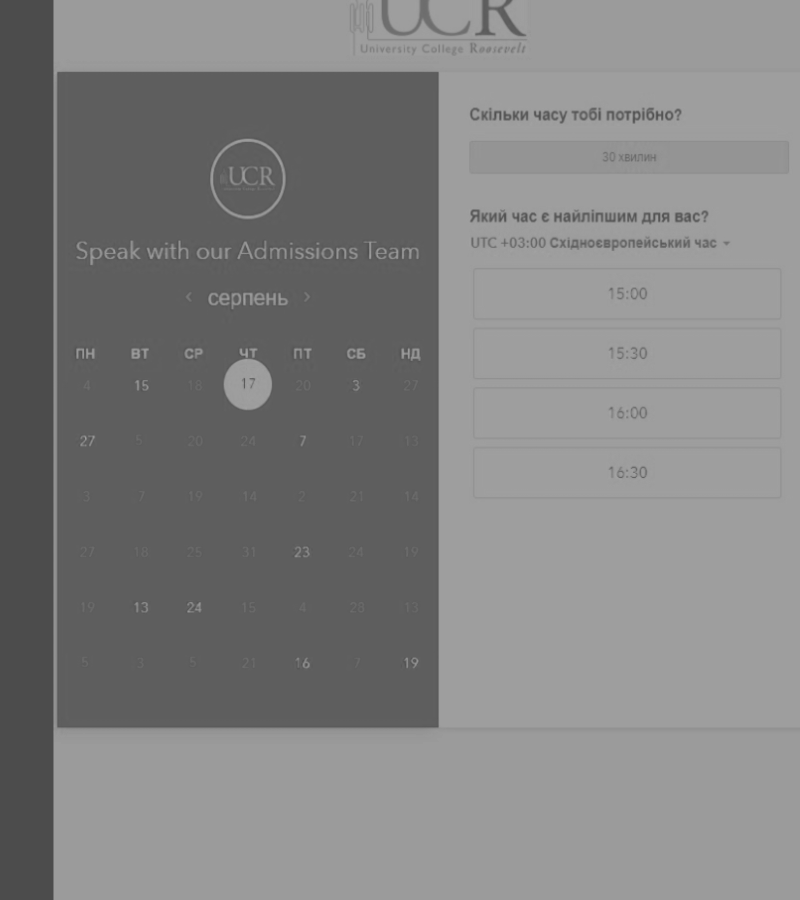 UCR
University College Roosevelt
UCR
Speak with our Admissions Team
‹ серпень ›
ПН ВТ СР ЧТ ПТ СБ НД
4 15 18 17 20 3 27
27 5 20 24 7 17 13
3 7 19 14 2 21 14
27 18 25 31 23 24 19
19 13 24 15 4 28 13
5 3 5 21 16 7 19
Скільки часу тобі потрібно?
30 хвилин
Який час є найліпшим для вас?
UTC +03:00 Східноєвропейський час
15:00
15:30
16:00
16:30